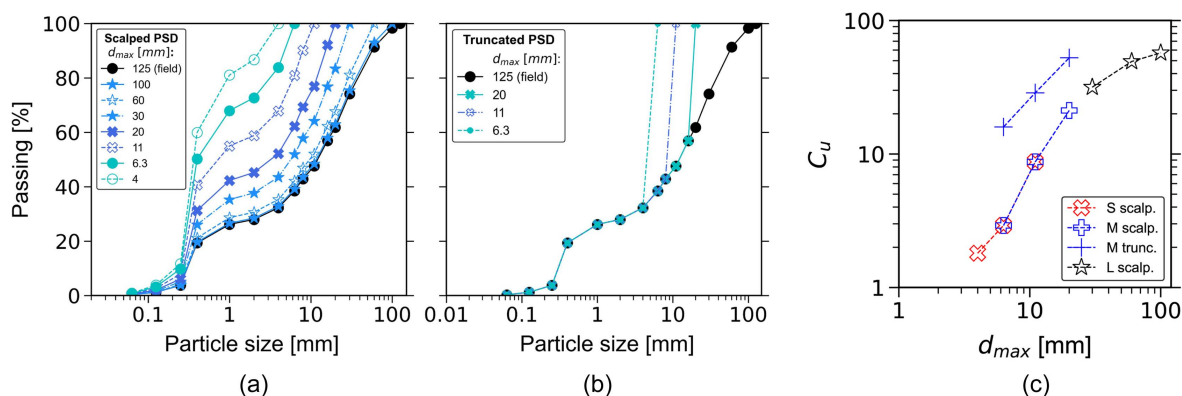 100
80
60
40
20
0
Passing [%]
Scalped PSD
d_max [mm]:
125 (field)
100
60
30
20
11
6.3
4
0.1
1
10
100
Particle size [mm]
(a)
Truncated PSD
d_max [mm]:
125 (field)
20
11
6.3
0.01
0.1
1
10
100
Particle size [mm]
(b)
100
10
1
C_u
S scalp.
M scalp.
M trunc.
L scalp.
1
10
100
d_max [mm]
(c)